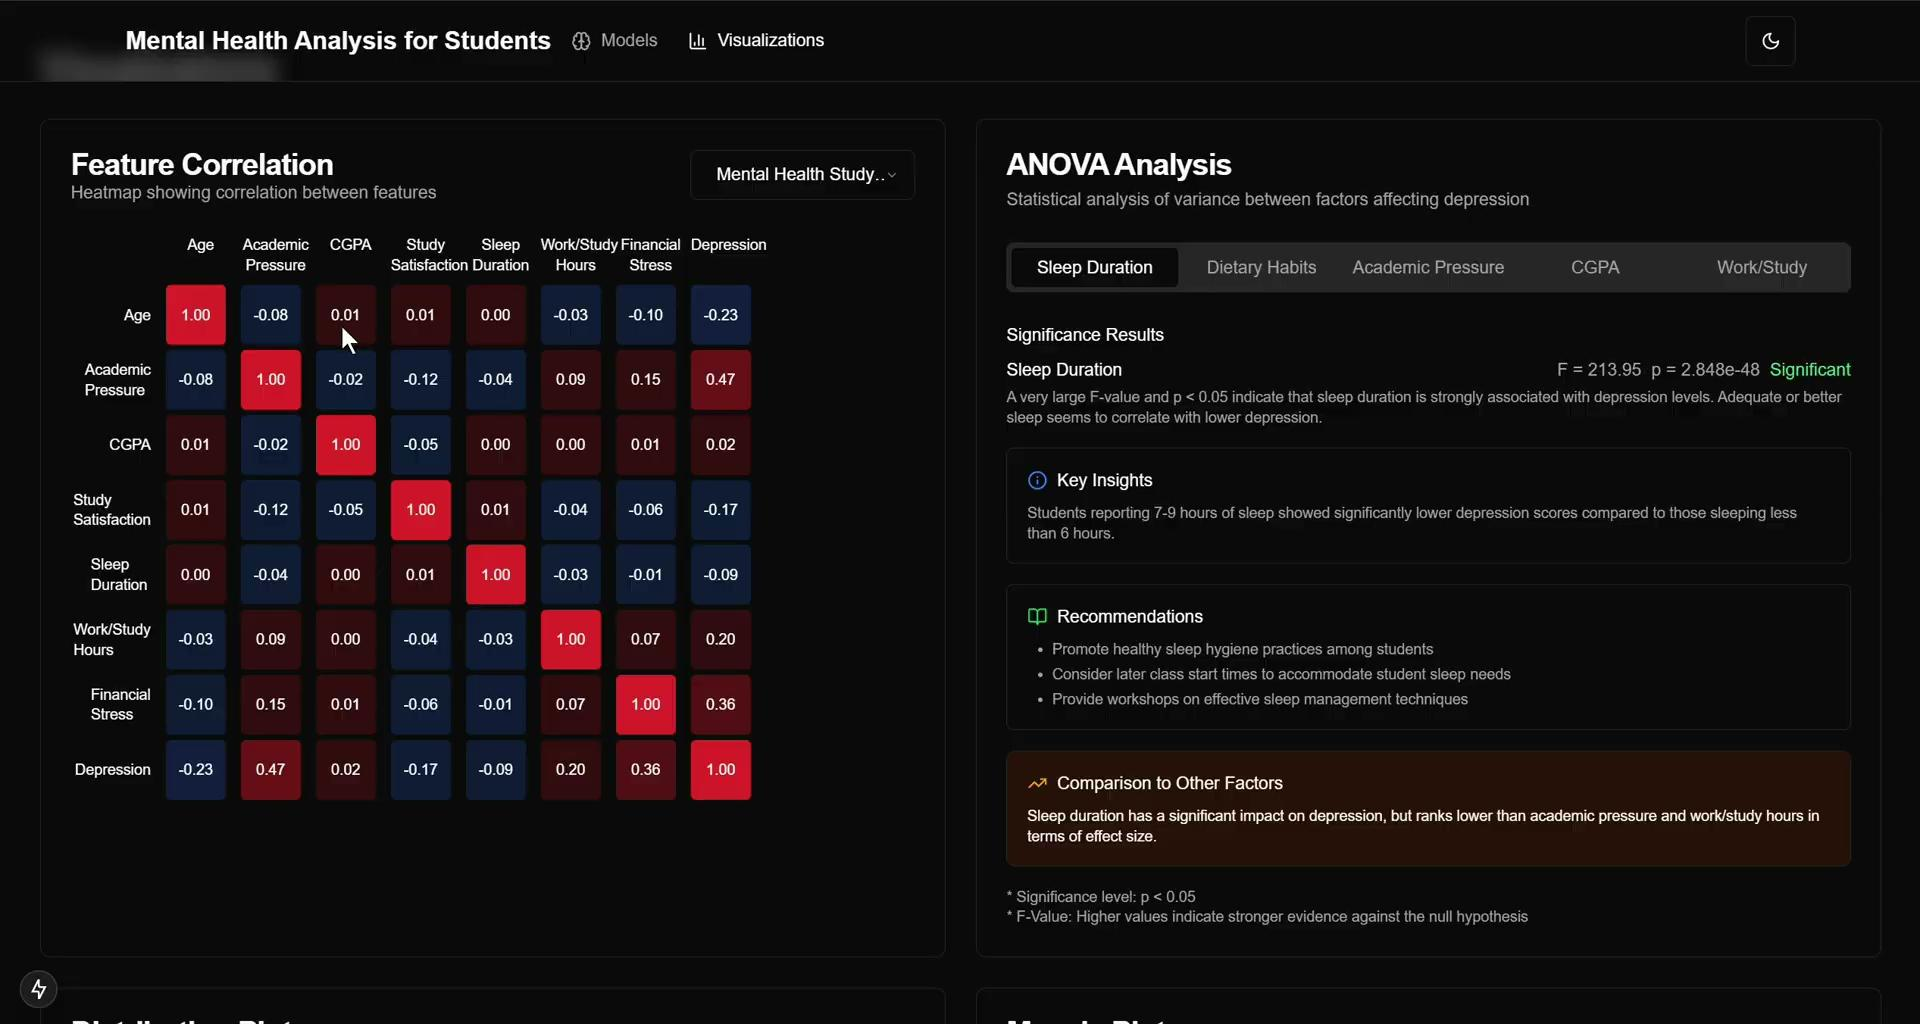 Mental Health Analysis for Students Models Visualizations
Feature Correlation
Heatmap showing correlation between features
Mental Health Study..
Age Academic Pressure CGPA Study Satisfaction Sleep Duration Work/Study Hours Financial Stress Depression
Age 1.00 -0.08 0.01 0.01 0.00 -0.03 -0.10 -0.23
Academic Pressure -0.08 1.00 -0.02 -0.12 -0.04 0.09 0.15 0.47
CGPA 0.01 -0.02 1.00 -0.05 0.00 0.00 0.01 0.02
Study Satisfaction 0.01 -0.12 -0.05 1.00 0.01 -0.04 -0.06 -0.17
Sleep Duration 0.00 -0.04 0.00 0.01 1.00 -0.03 -0.01 -0.09
Work/Study Hours -0.03 0.09 0.00 -0.04 -0.03 1.00 0.07 0.20
Financial Stress -0.10 0.15 0.01 -0.06 -0.01 0.07 1.00 0.36
Depression -0.23 0.47 0.02 -0.17 -0.09 0.20 0.36 1.00
ANOVA Analysis
Statistical analysis of variance between factors affecting depression
Sleep Duration Dietary Habits Academic Pressure CGPA Work/Study
Significance Results
Sleep Duration F = 213.95 p = 2.848e-48 Significant
A very large F-value and p < 0.05 indicate that sleep duration is strongly associated with depression levels. Adequate or better
sleep seems to correlate with lower depression.
Key Insights
Students reporting 7-9 hours of sleep showed significantly lower depression scores compared to those sleeping less
than 6 hours.
Recommendations
• Promote healthy sleep hygiene practices among students
• Consider later class start times to accommodate student sleep needs
• Provide workshops on effective sleep management techniques
Comparison to Other Factors
Sleep duration has a significant impact on depression, but ranks lower than academic pressure and work/study hours in
terms of effect size.
* Significance level: p < 0.05
* F-Value: Higher values indicate stronger evidence against the null hypothesis